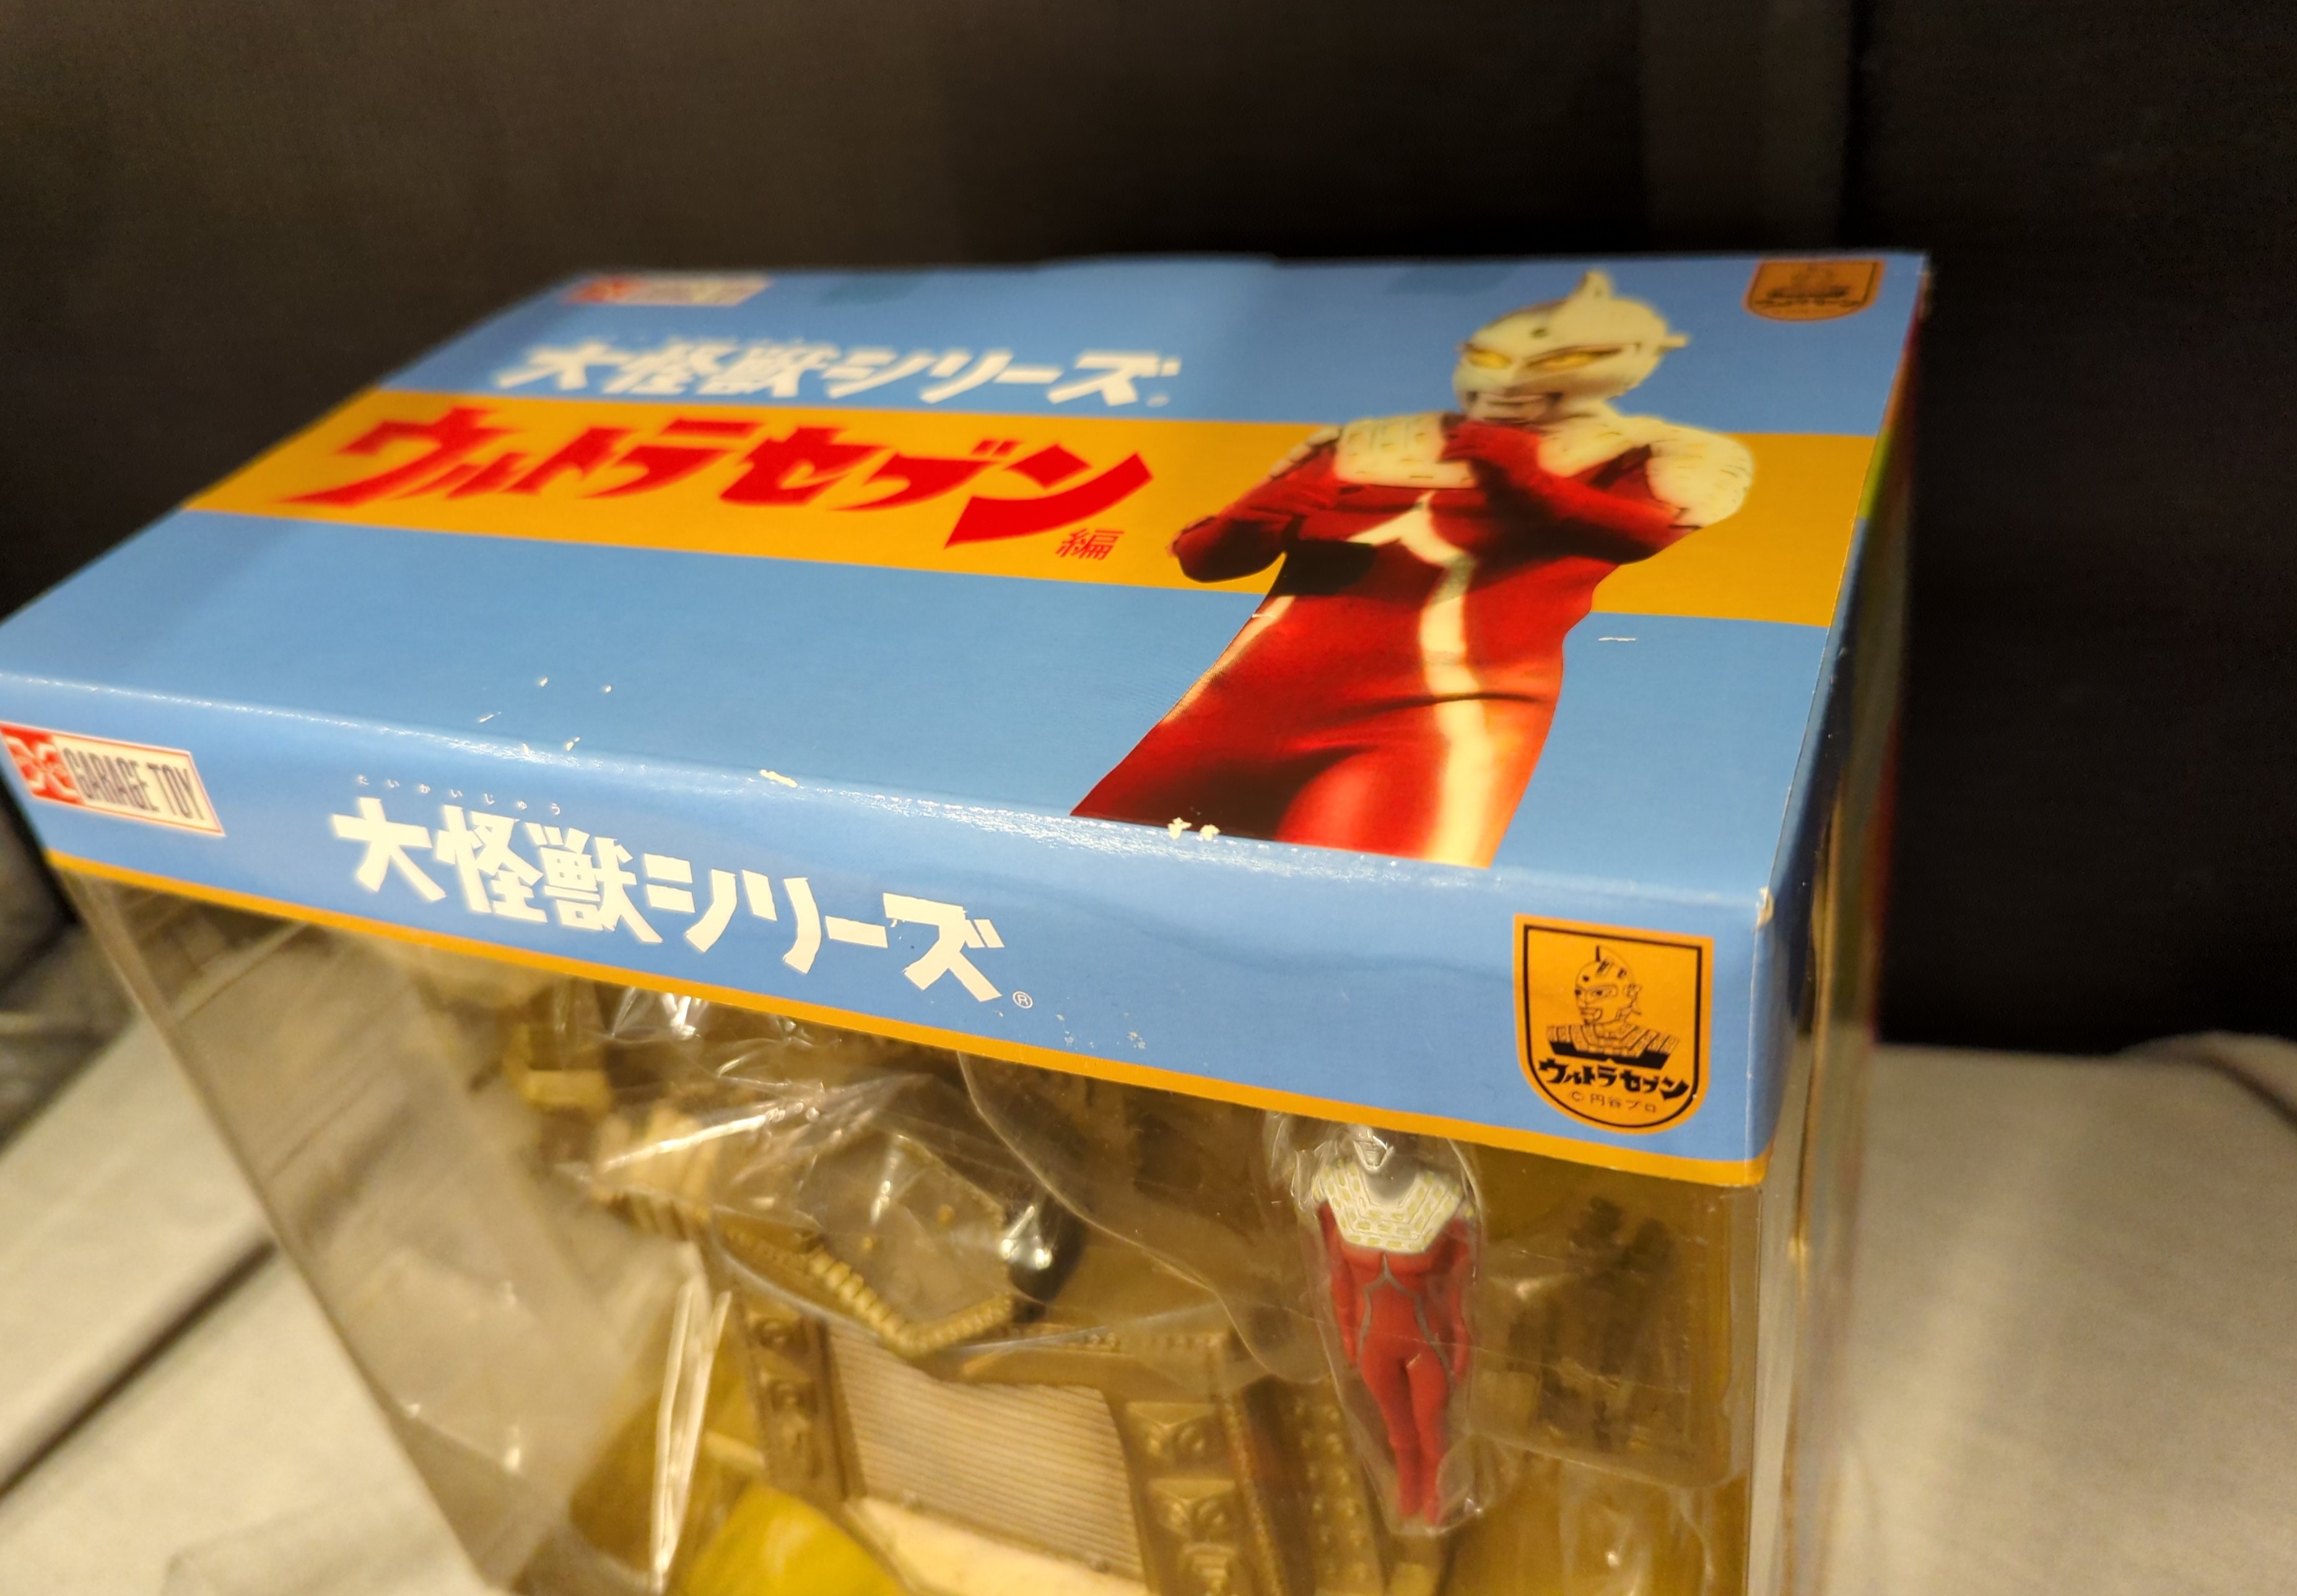 大怪獣シリーズ
ウルトラセブン
編
GARAGE TOY
たいかいじゅう
大怪獣シリーズ®
ウルトラセブン
© 円谷プロ